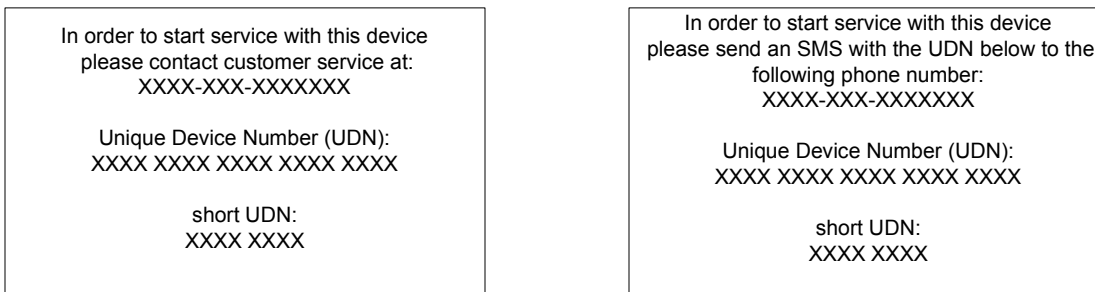 In order to start service with this device
please contact customer service at:
XXXX-XXX-XXXXXXX
Unique Device Number (UDN):
XXXX XXXX XXXX XXXX XXXX
short UDN:
XXXX XXXX
In order to start service with this device
please send an SMS with the UDN below to the
following phone number:
XXXX-XXX-XXXXXXX
Unique Device Number (UDN):
XXXX XXXX XXXX XXXX XXXX
short UDN:
XXXX XXXX